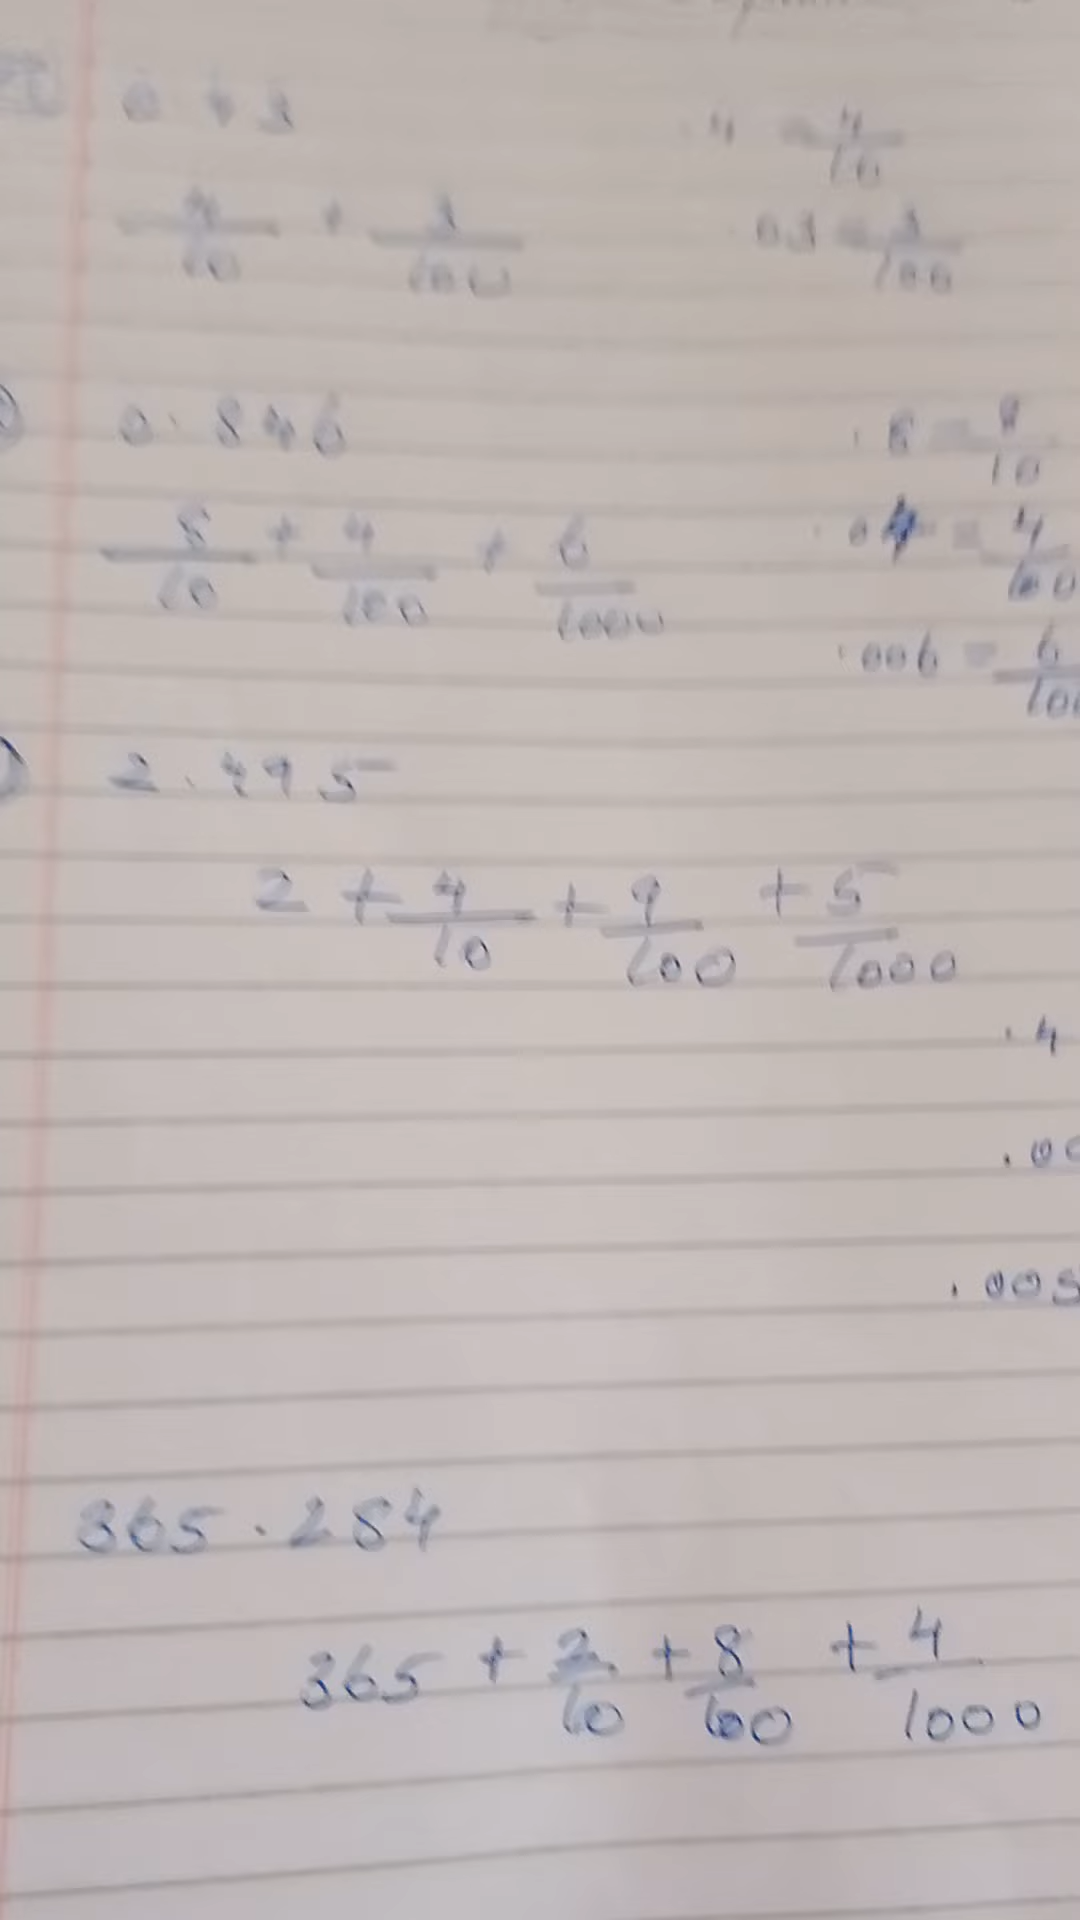 0.43
.4 = 4/10
4/10 + 3/100
03 = 3/100
0.846
.8 = 8/10
8/10 + 4/100 + 6/1000
.04 = 4/100
.006 = 6/100
2.495
2 + 4/10 + 9/100 + 5/1000
.4
.00
.005
365.284
365 + 2/10 + 8/100 + 4/1000